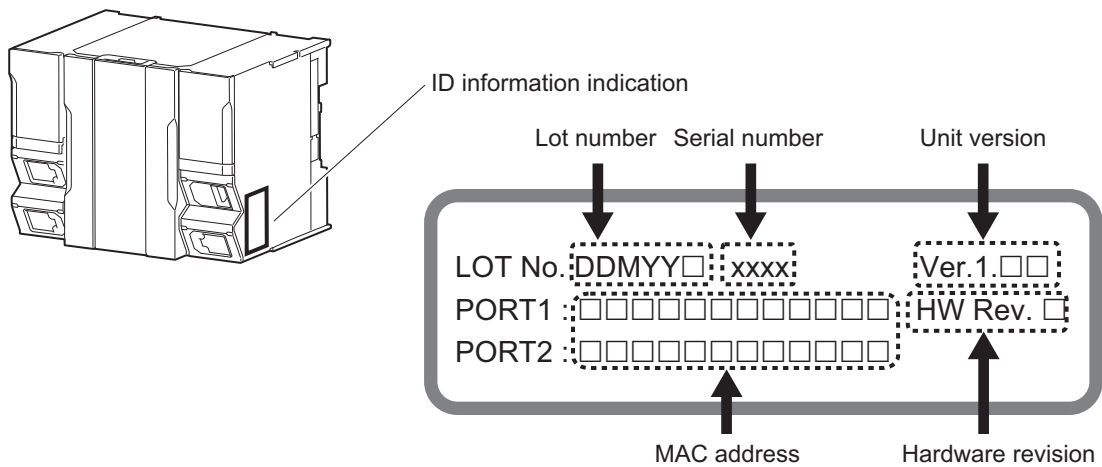 ID information indication
Lot number Serial number Unit version
LOT No. DDMYY□ xxxx Ver.1.□□
PORT1 : □□□□□□□□□□□□ HW Rev. □
PORT2 : □□□□□□□□□□□□
MAC address Hardware revision